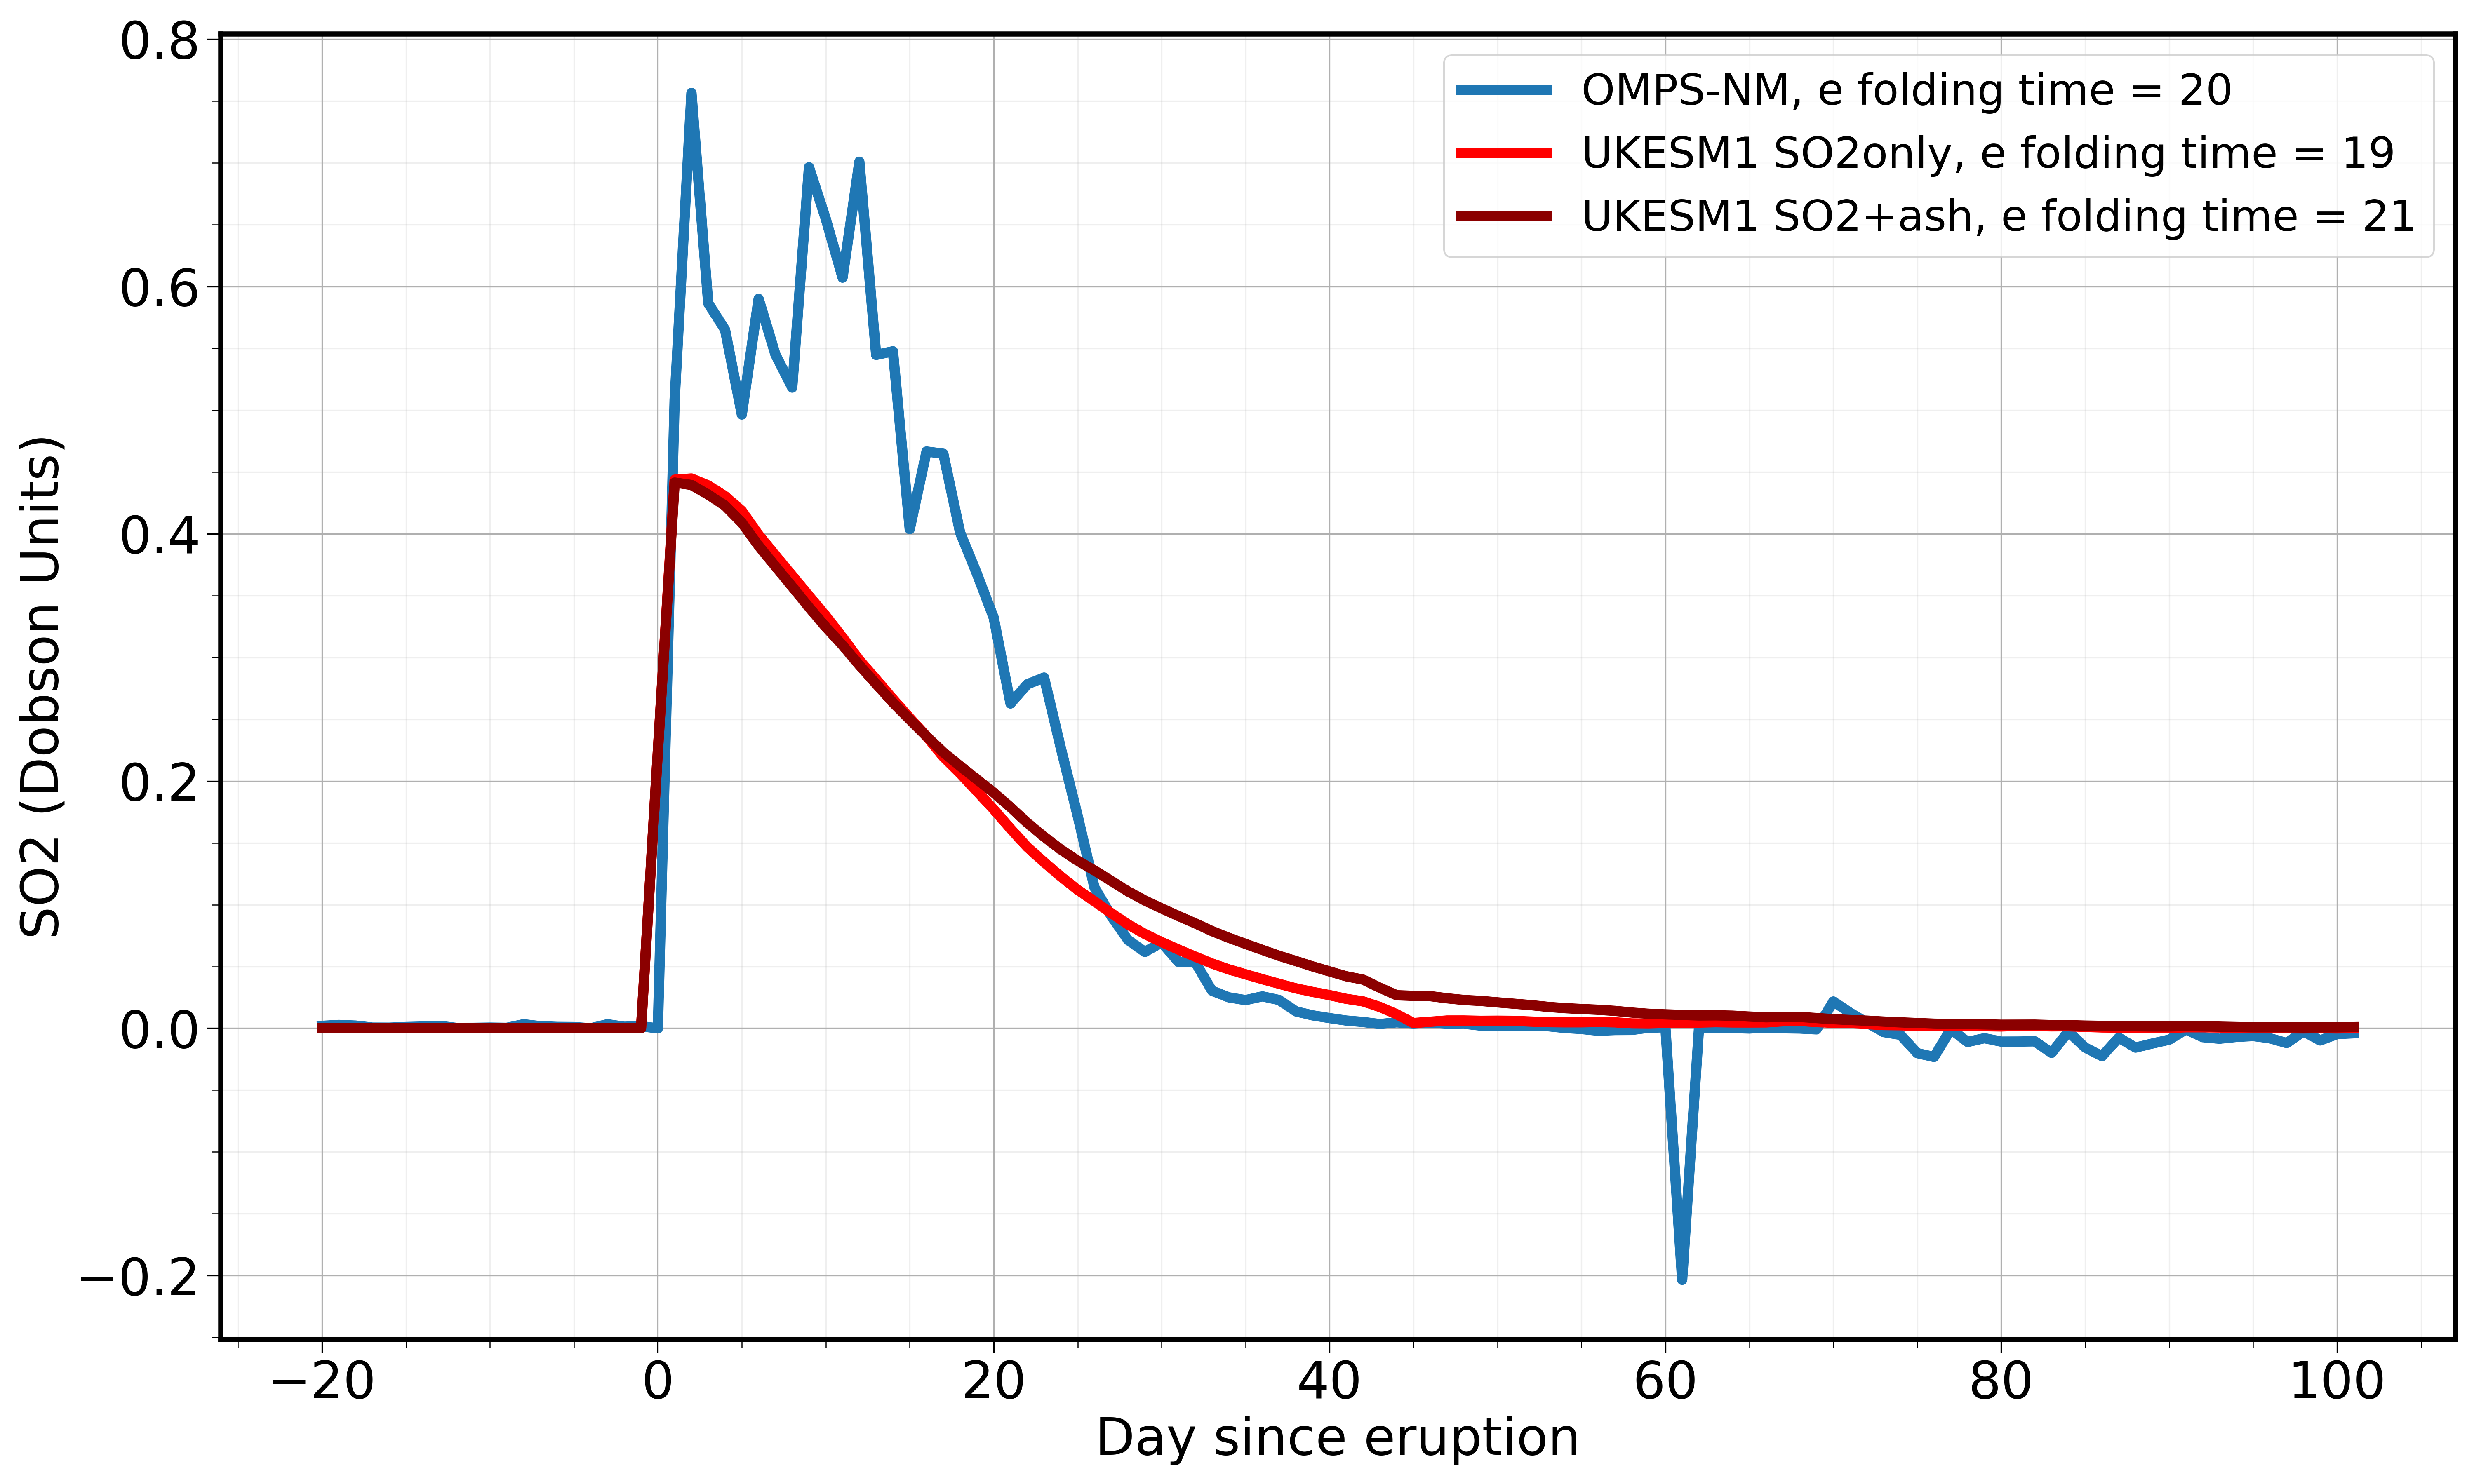 OMPS-NM, e folding time = 20
UKESM1 SO2only, e folding time = 19
UKESM1 SO2+ash, e folding time = 21
SO2 (Dobson Units)
0.8
0.6
0.4
0.2
0.0
−0.2
−20 0 20 40 60 80 100
Day since eruption